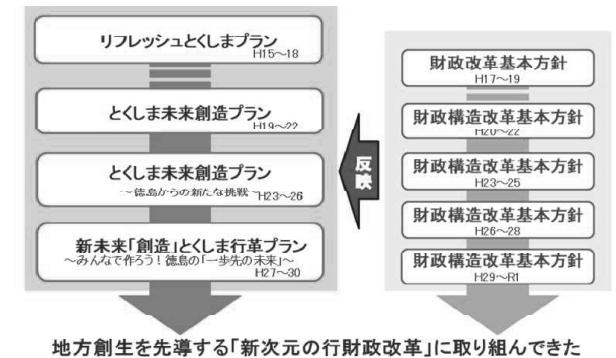 リフレッシュとくしまプラン
H15～18
とくしま未来創造プラン
H19～22
とくしま未来創造プラン
～徳島からの新たな挑戦～H23～26
新未来「創造」とくしま行革プラン
～みんなで作ろう！徳島の「一歩先の未来」～
H27～30
反映
財政改革基本方針
H17～19
財政構造改革基本方針
H20～22
財政構造改革基本方針
H23～25
財政構造改革基本方針
H26～28
財政構造改革基本方針
H29～R1
地方創生を先導する「新次元の行財政改革」に取り組んできた